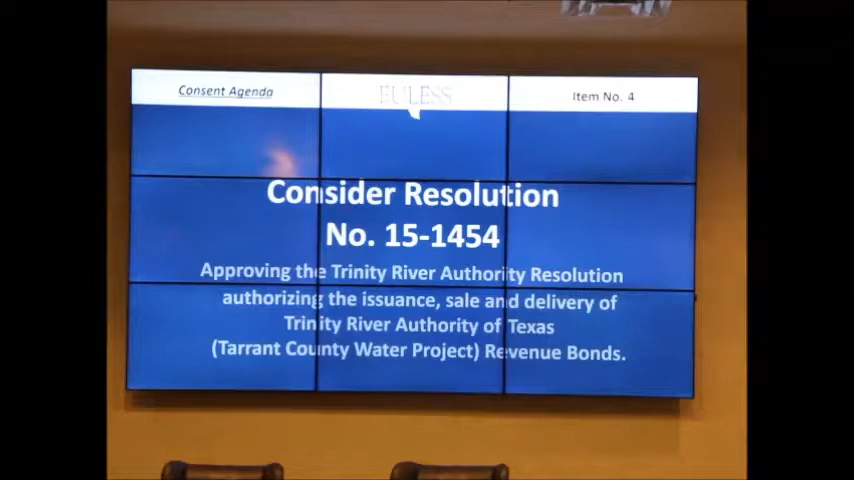 Consent Agenda
EULESS
Item No. 4
Consider Resolution
No. 15-1454
Approving the Trinity River Authority Resolution
authorizing the issuance, sale and delivery of
Trinity River Authority of Texas
(Tarrant County Water Project) Revenue Bonds.